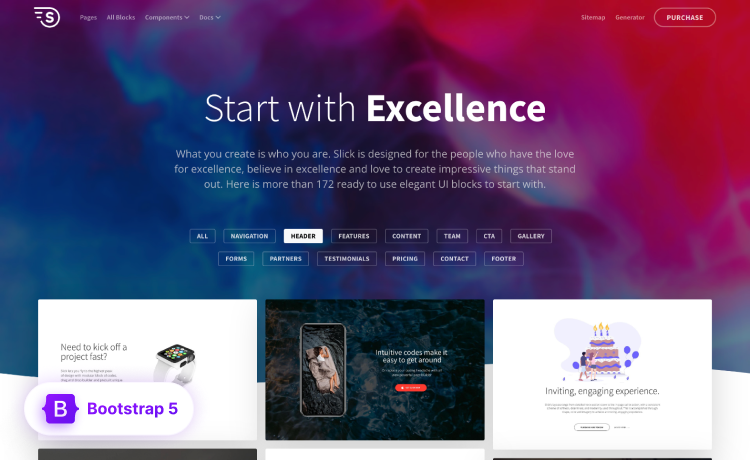 S
Pages All Blocks Components Docs Sitemap Generator PURCHASE
Start with Excellence
What you create is who you are. Slick is designed for the people who have the love
for excellence, believe in excellence and love to create impressive things that stand
out. Here is more than 172 ready to use elegant UI blocks to start with.
ALL NAVIGATION HEADER FEATURES CONTENT TEAM CTA GALLERY
FORMS PARTNERS TESTIMONIALS PRICING CONTACT FOOTER
Need to kick off a
project fast?
Intuitive codes make it
easy to get around
Inviting, engaging experience.
B Bootstrap 5